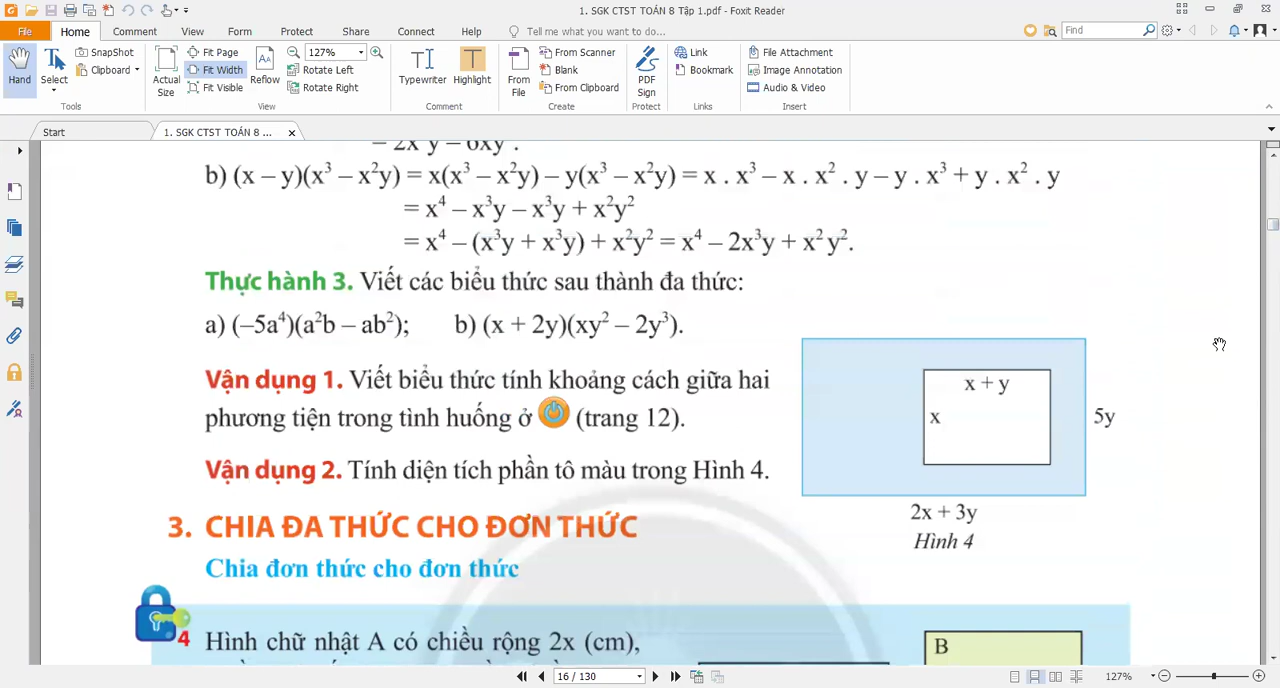 1. SGK CTST TOÁN 8 Tập 1.pdf - Foxit Reader
File Home Comment View Form Protect Share Connect Help Tell me what you want to do... Find
Hand Select SnapShot Clipboard Actual Size Fit Page Fit Width Fit Visible Reflow 127% Rotate Left Rotate Right Typewriter Highlight From File From Scanner Blank From Clipboard PDF Sign Link Bookmark File Attachment Image Annotation Audio & Video
Tools View Comment Create Protect Links Insert
Start 1. SGK CTST TOÁN 8 ...
b) (x – y)(x³ – x²y) = x(x³ – x²y) – y(x³ – x²y) = x . x³ – x . x² . y – y . x³ + y . x² . y
= x⁴ – x³y – x³y + x²y²
= x⁴ – (x³y + x³y) + x²y² = x⁴ – 2x³y + x²y².
Thực hành 3. Viết các biểu thức sau thành đa thức:
a) (–5a⁴)(a²b – ab²); b) (x + 2y)(xy² – 2y³).
Vận dụng 1. Viết biểu thức tính khoảng cách giữa hai
phương tiện trong tình huống ở (trang 12).
Vận dụng 2. Tính diện tích phần tô màu trong Hình 4.
x + y
x
5y
2x + 3y
Hình 4
3. CHIA ĐA THỨC CHO ĐƠN THỨC
Chia đơn thức cho đơn thức
4 Hình chữ nhật A có chiều rộng 2x (cm),
B
16 / 130
127%